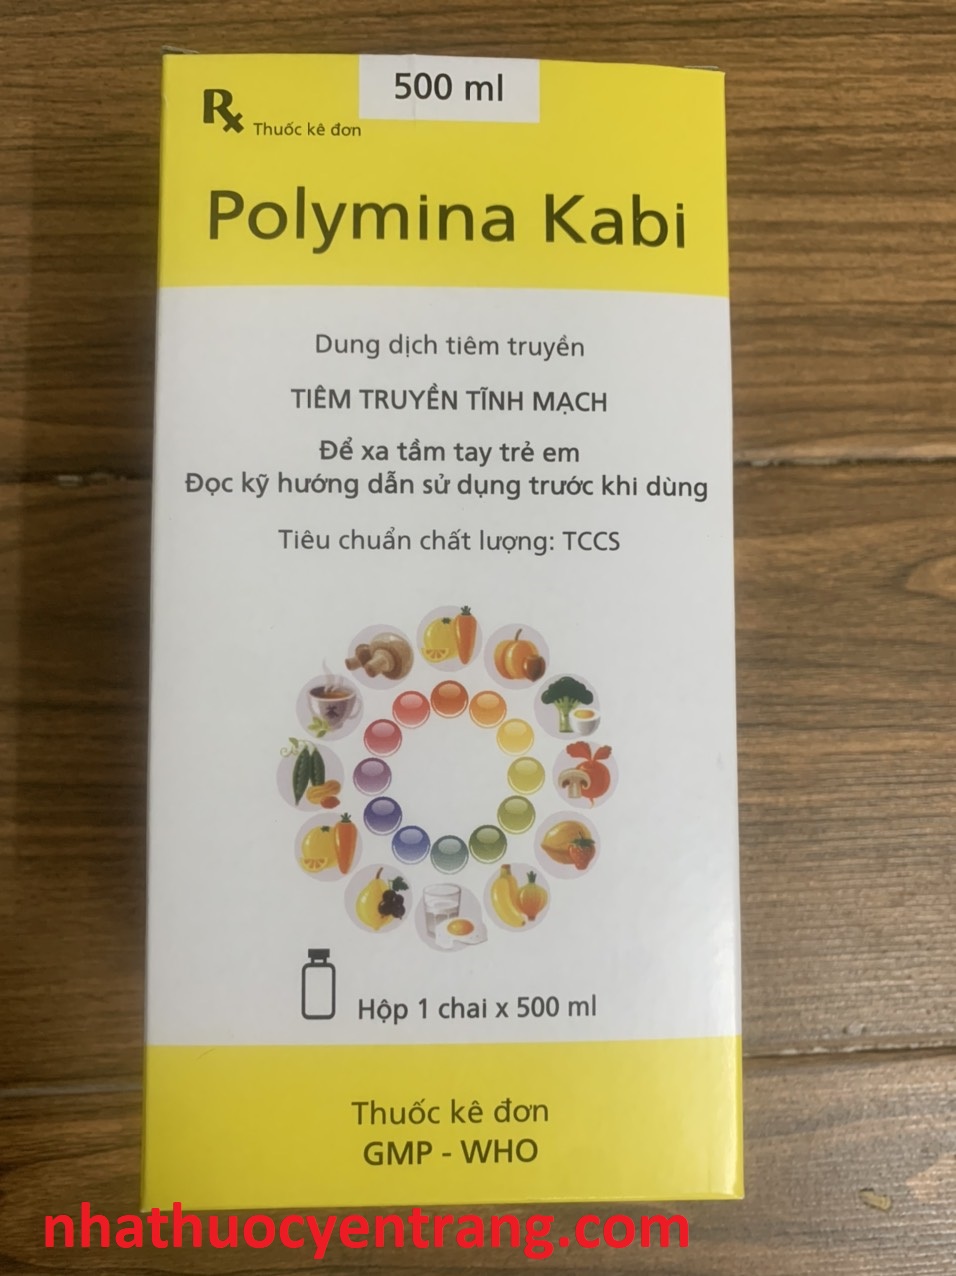 500 ml
Rx Thuốc kê đơn
Polymina Kabi
Dung dịch tiêm truyền
TIÊM TRUYỀN TĨNH MẠCH
Để xa tầm tay trẻ em
Đọc kỹ hướng dẫn sử dụng trước khi dùng
Tiêu chuẩn chất lượng: TCCS
Hộp 1 chai x 500 ml
Thuốc kê đơn
GMP - WHO
nhathuocyentrang.com